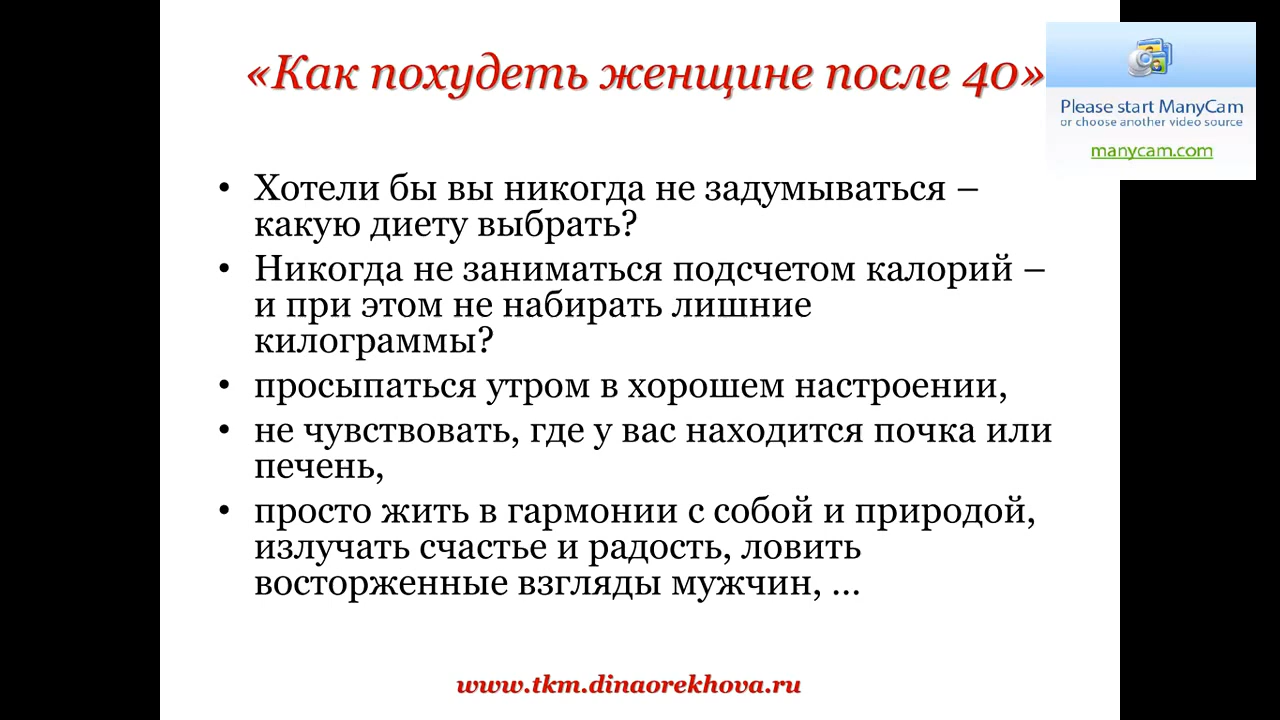 «Как похудеть женщине после 40»
Please start ManyCam
or choose another video source
manycam.com
• Хотели бы вы никогда не задумываться –
какую диету выбрать?
• Никогда не заниматься подсчетом калорий –
и при этом не набирать лишние
килограммы?
• просыпаться утром в хорошем настроении,
• не чувствовать, где у вас находится почка или
печень,
• просто жить в гармонии с собой и природой,
излучать счастье и радость, ловить
восторженные взгляды мужчин, ...
www.tkm.dinaorekhova.ru